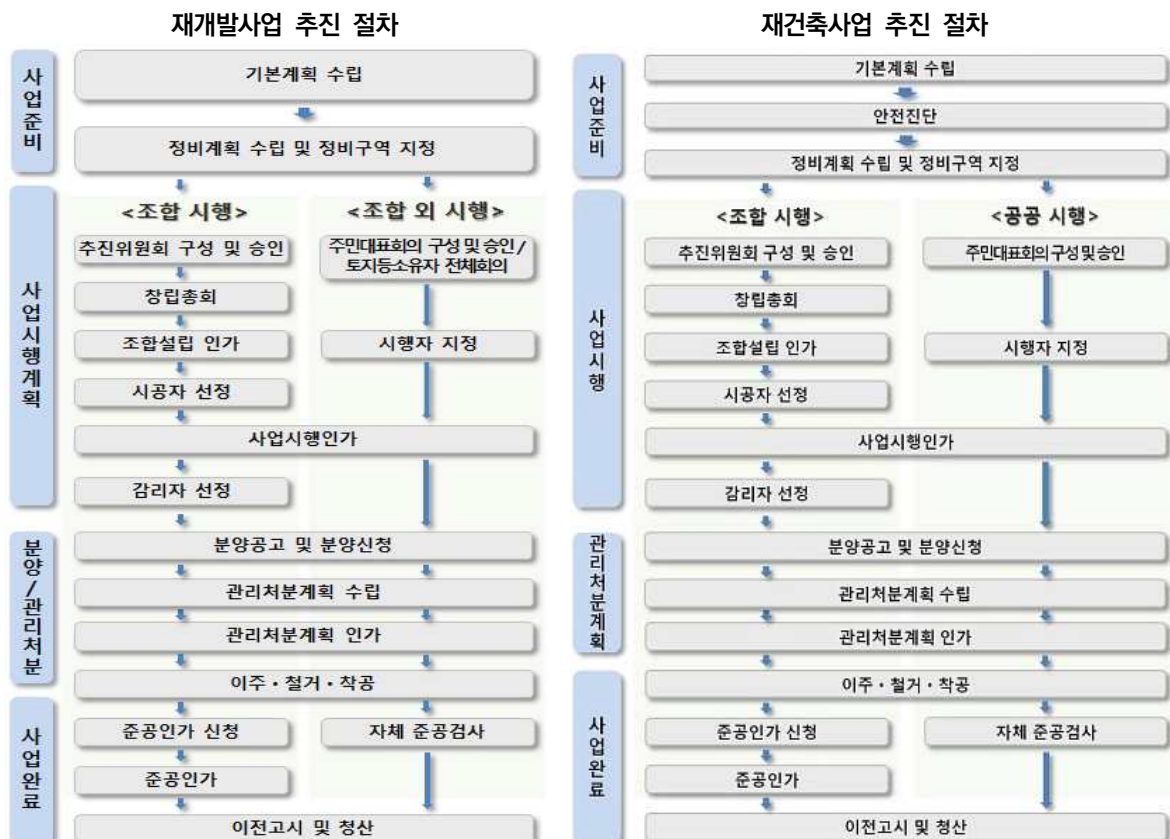 재개발사업 추진 절차
사업준비
기본계획 수립
정비계획 수립 및 정비구역 지정
사업시행계획
<조합 시행>
<조합 외 시행>
추진위원회 구성 및 승인
주민대표회의 구성 및 승인 /
토지등소유자 전체회의
창립총회
조합설립 인가
시행자 지정
시공자 선정
사업시행인가
감리자 선정
분양/관리처분
분양공고 및 분양신청
관리처분계획 수립
관리처분계획 인가
이주·철거·착공
사업완료
준공인가 신청
자체 준공검사
준공인가
이전고시 및 청산
재건축사업 추진 절차
사업준비
기본계획 수립
안전진단
정비계획 수립 및 정비구역 지정
사업시행
<조합 시행>
<공공 시행>
추진위원회 구성 및 승인
주민대표회의 구성 및 승인
창립총회
조합설립 인가
시행자 지정
시공자 선정
사업시행인가
감리자 선정
관리처분계획
분양공고 및 분양신청
관리처분계획 수립
관리처분계획 인가
이주·철거·착공
사업완료
준공인가 신청
자체 준공검사
준공인가
이전고시 및 청산